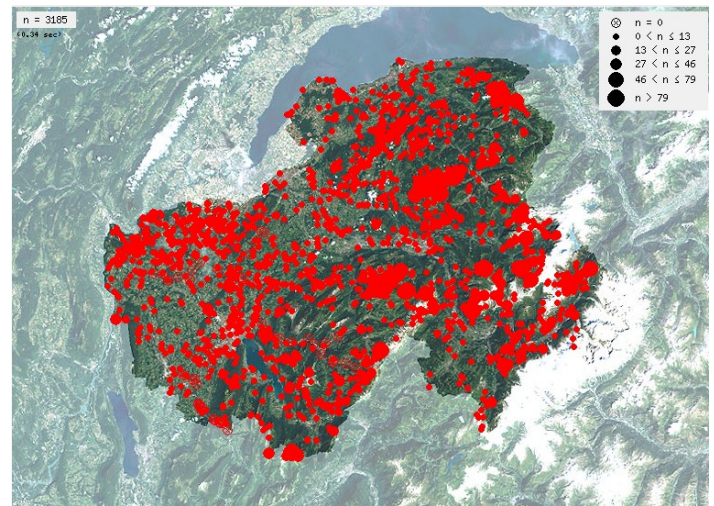 n = 3185
(0.34 sec)
n = 0
0 < n ≤ 13
13 < n ≤ 27
27 < n ≤ 46
46 < n ≤ 79
n > 79